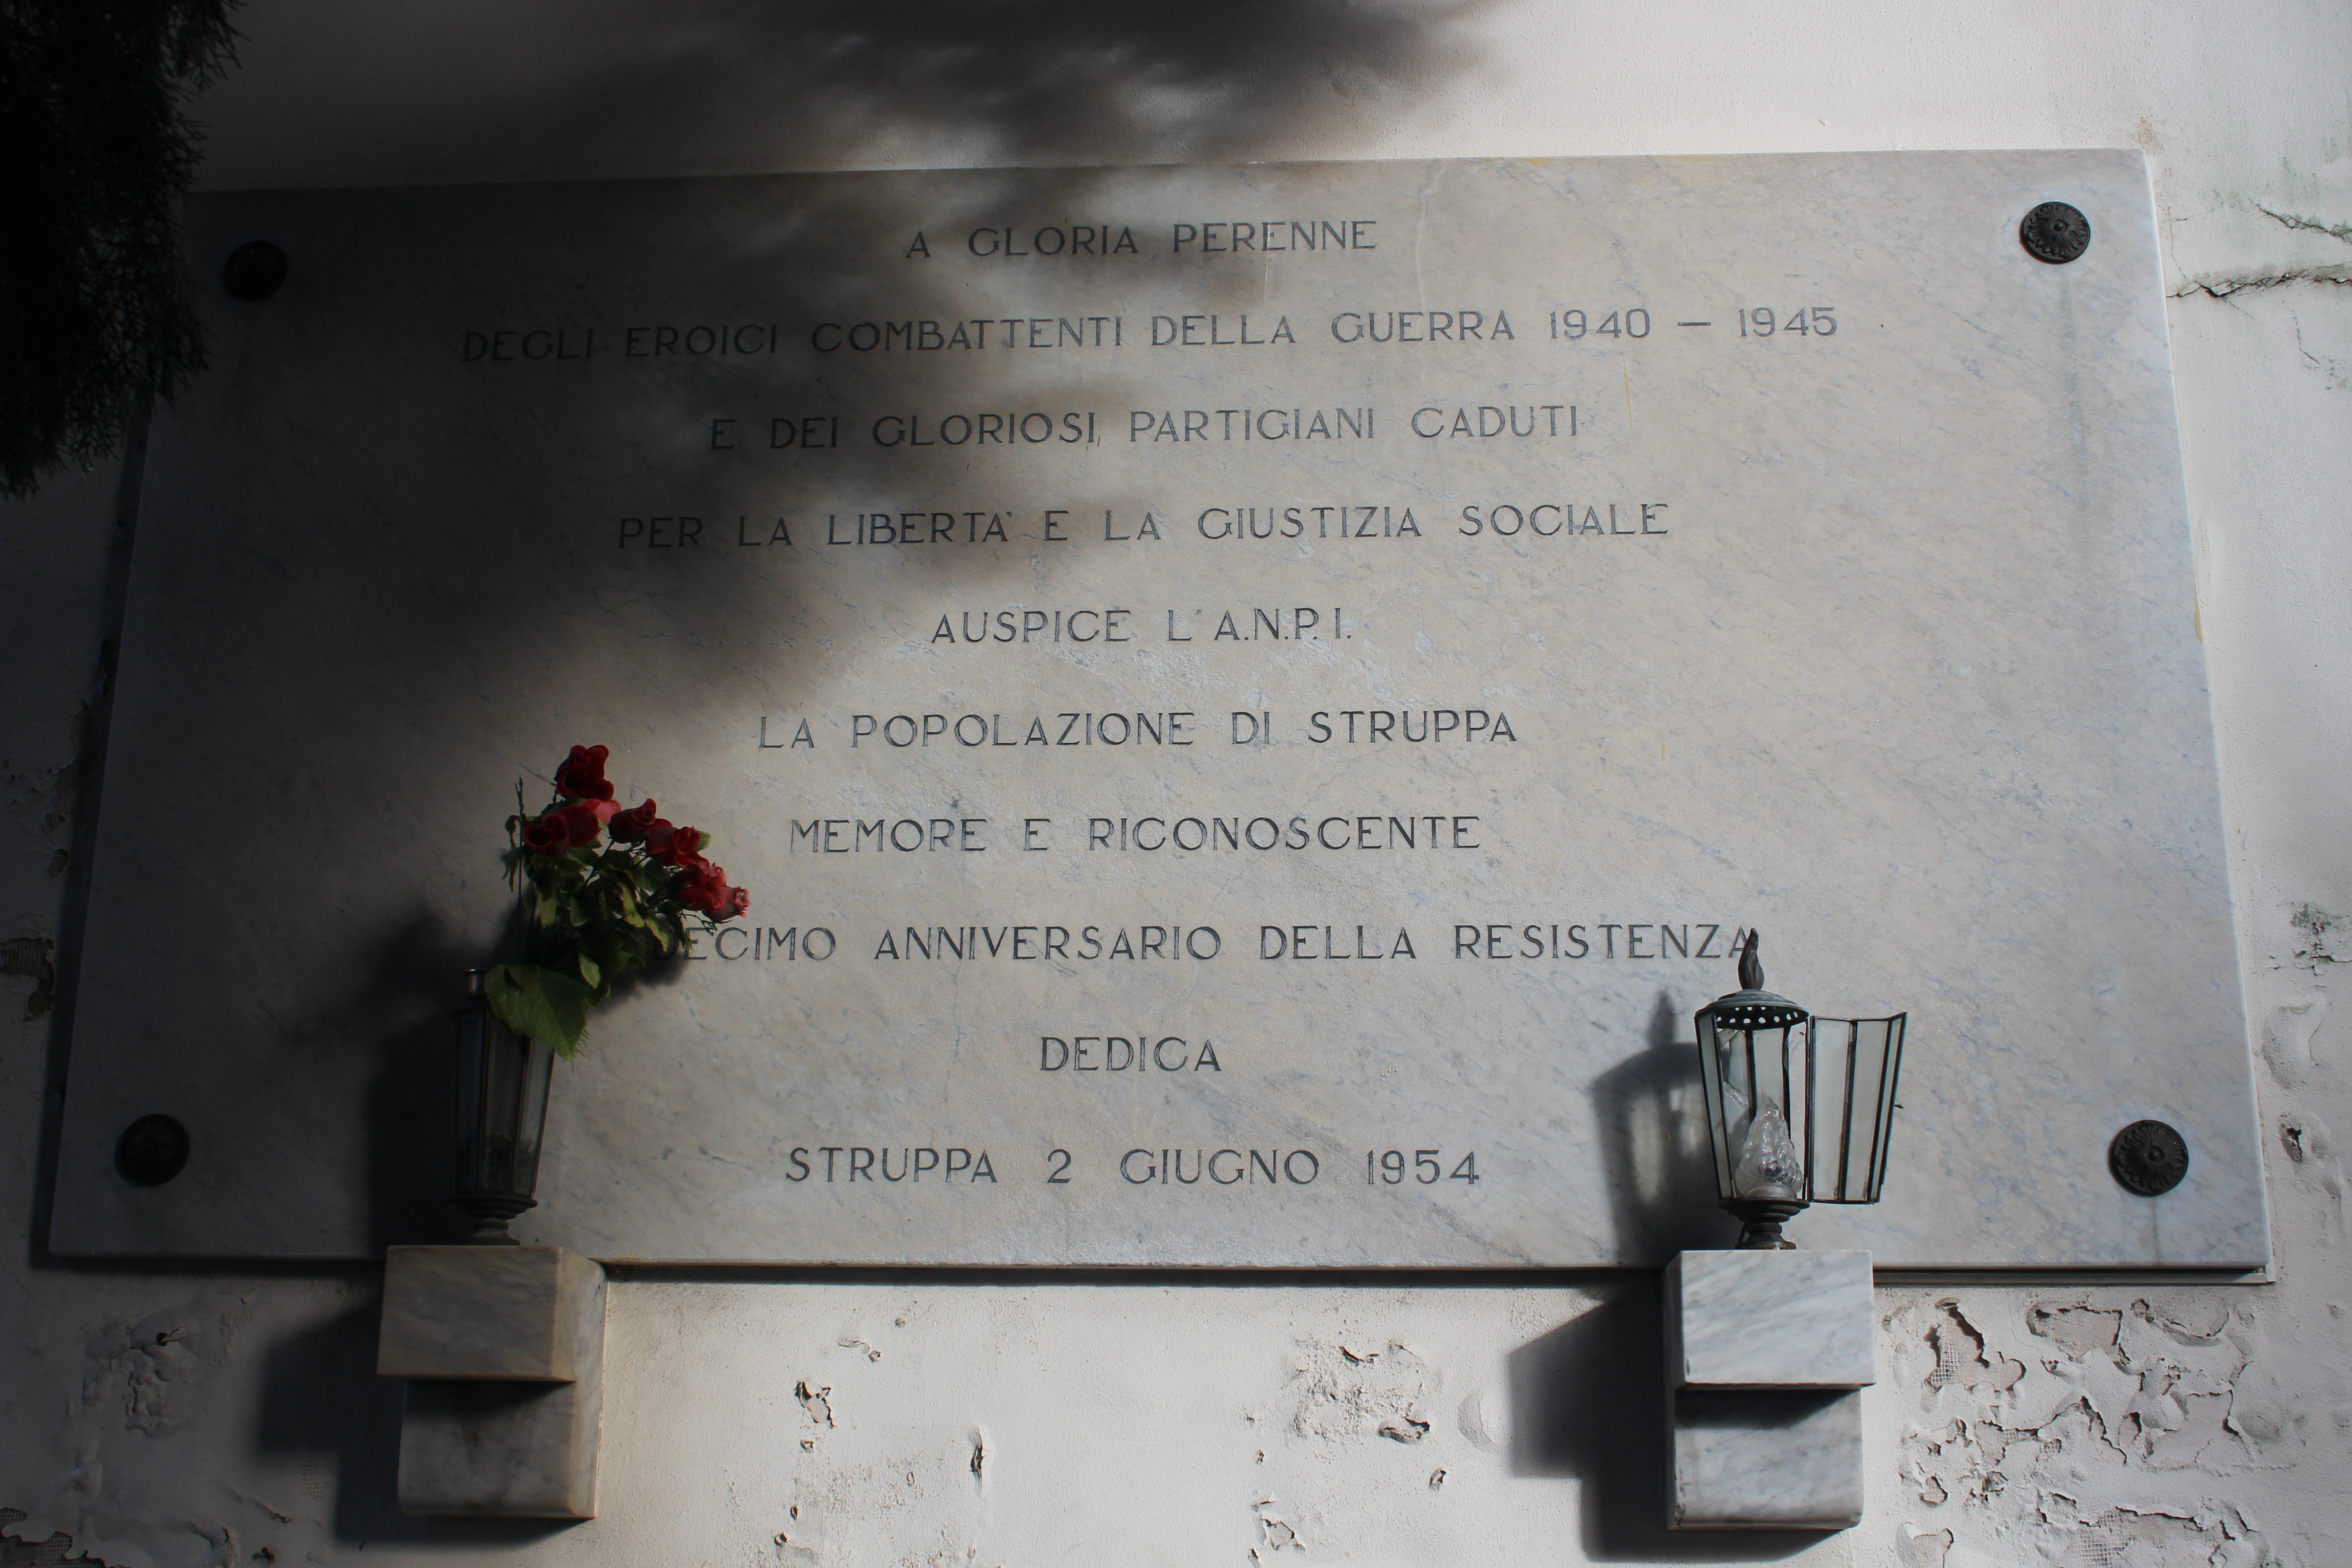 A GLORIA PERENNE
DEGLI EROICI COMBATTENTI DELLA GUERRA 1940 — 1945
E DEI GLORIOSI, PARTIGIANI CADUTI
PER LA LIBERTA' E LA GIUSTIZIA SOCIALE
AUSPICE L'A.N.P.I.
LA POPOLAZIONE DI STRUPPA
MEMORE E RICONOSCENTE
DECIMO ANNIVERSARIO DELLA RESISTENZA
DEDICA
STRUPPA 2 GIUGNO 1954